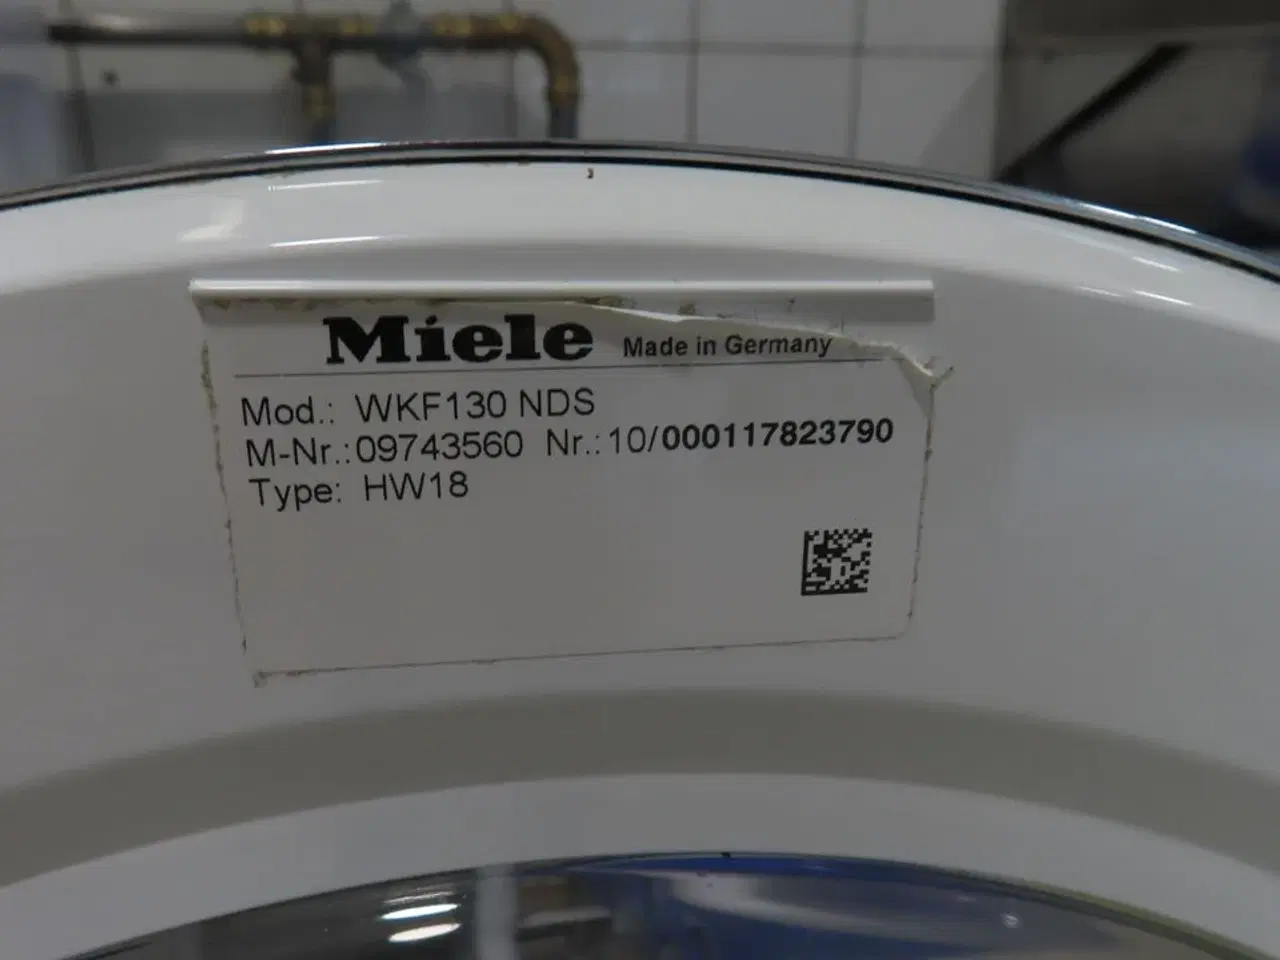 Miele Made in Germany
Mod.: WKF130 NDS
M-Nr.:09743560 Nr.:10/000117823790
Type: HW18